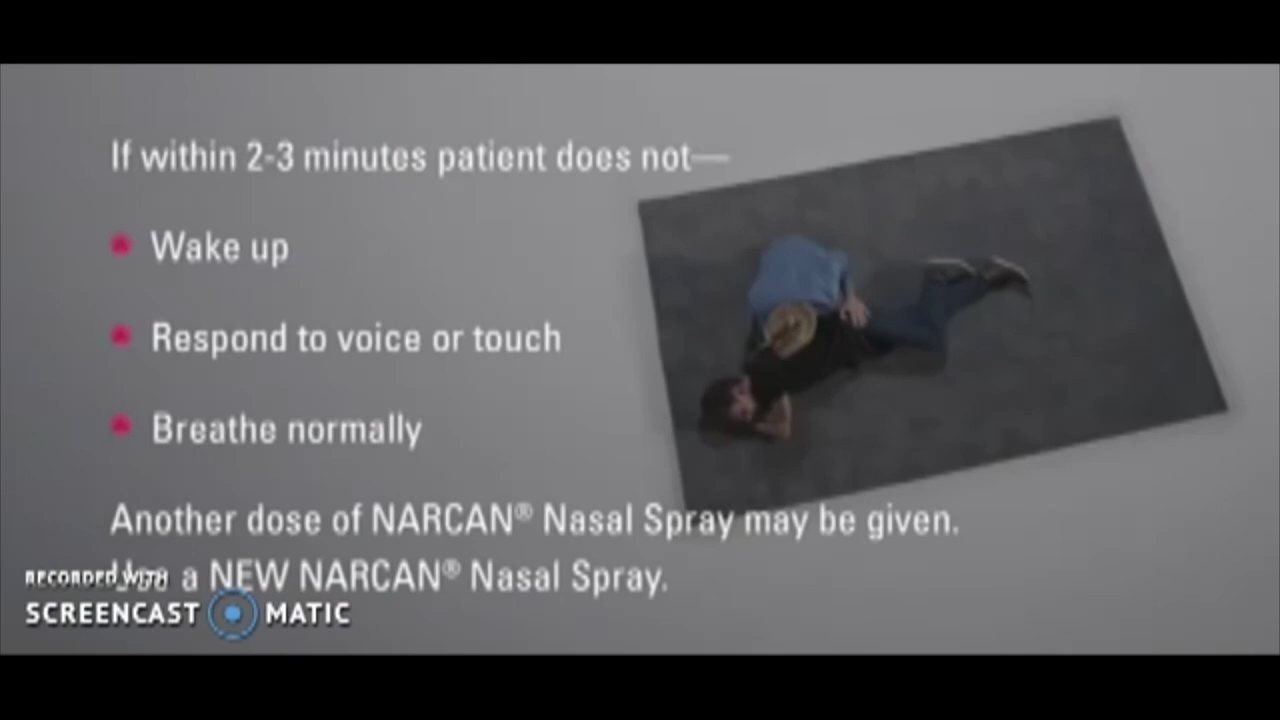 If within 2-3 minutes patient does not—
Wake up
Respond to voice or touch
Breathe normally
Another dose of NARCAN® Nasal Spray may be given.
Use a NEW NARCAN® Nasal Spray.
RECORDED WITH
SCREENCAST MATIC